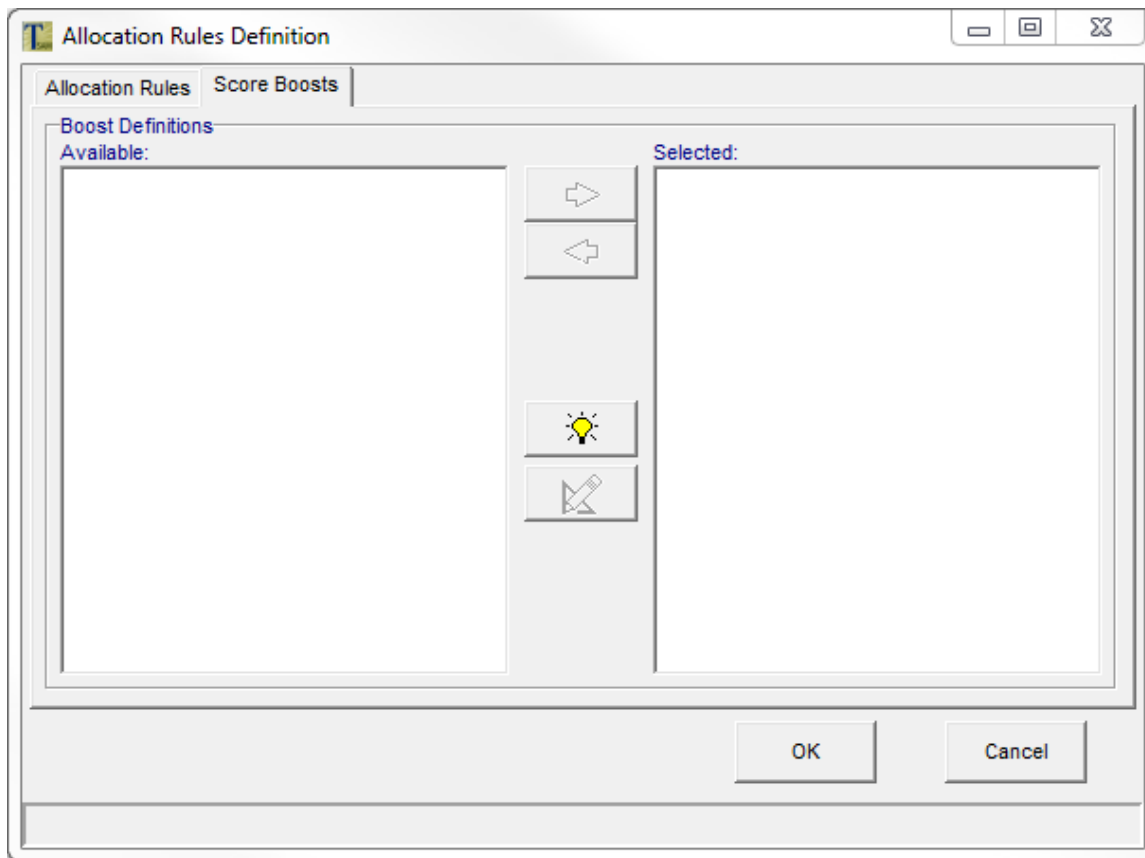 Allocation Rules Definition
Allocation Rules Score Boosts
Boost Definitions
Available: Selected:
OK Cancel